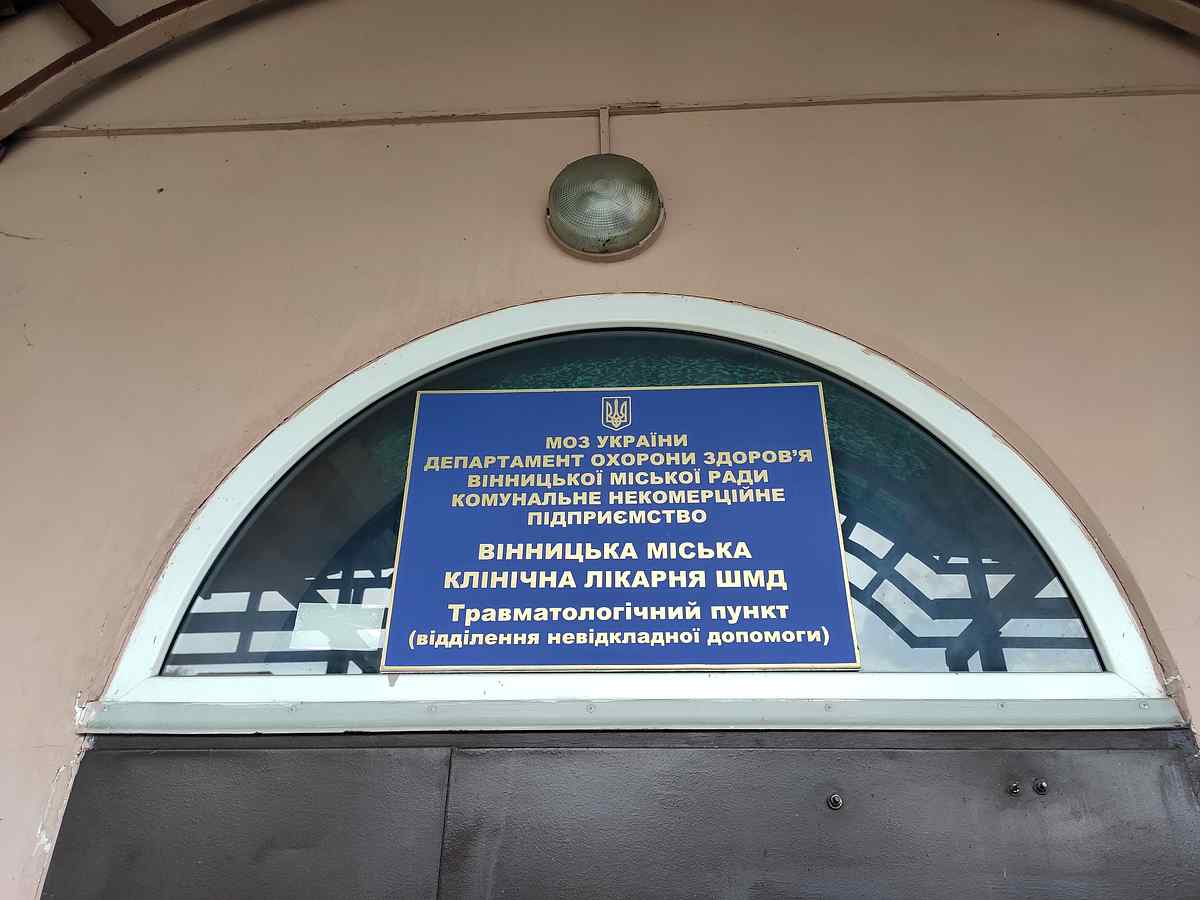 МОЗ УКРАЇНИ
ДЕПАРТАМЕНТ ОХОРОНИ ЗДОРОВ'Я
ВІННИЦЬКОЇ МІСЬКОЇ РАДИ
КОМУНАЛЬНЕ НЕКОМЕРЦІЙНЕ
ПІДПРИЄМСТВО
ВІННИЦЬКА МІСЬКА
КЛІНІЧНА ЛІКАРНЯ ШМД
Травматологічний пункт
(відділення невідкладної допомоги)